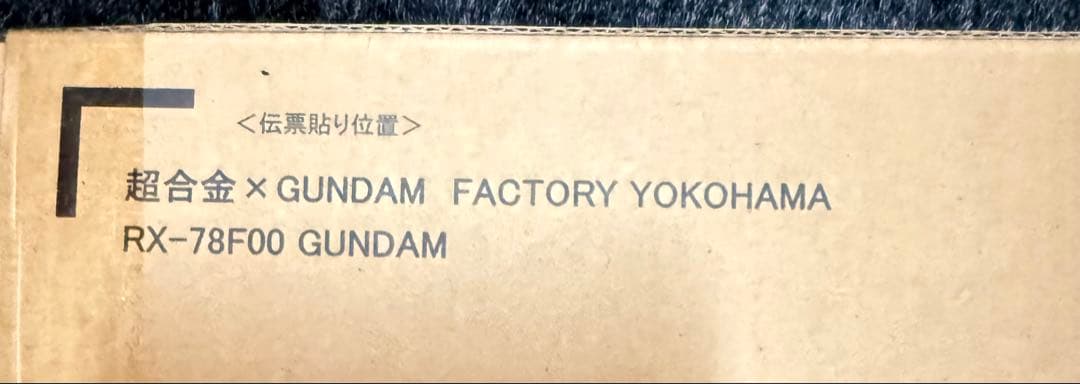 ＜伝票貼り位置＞
超合金×GUNDAM FACTORY YOKOHAMA
RX-78F00 GUNDAM